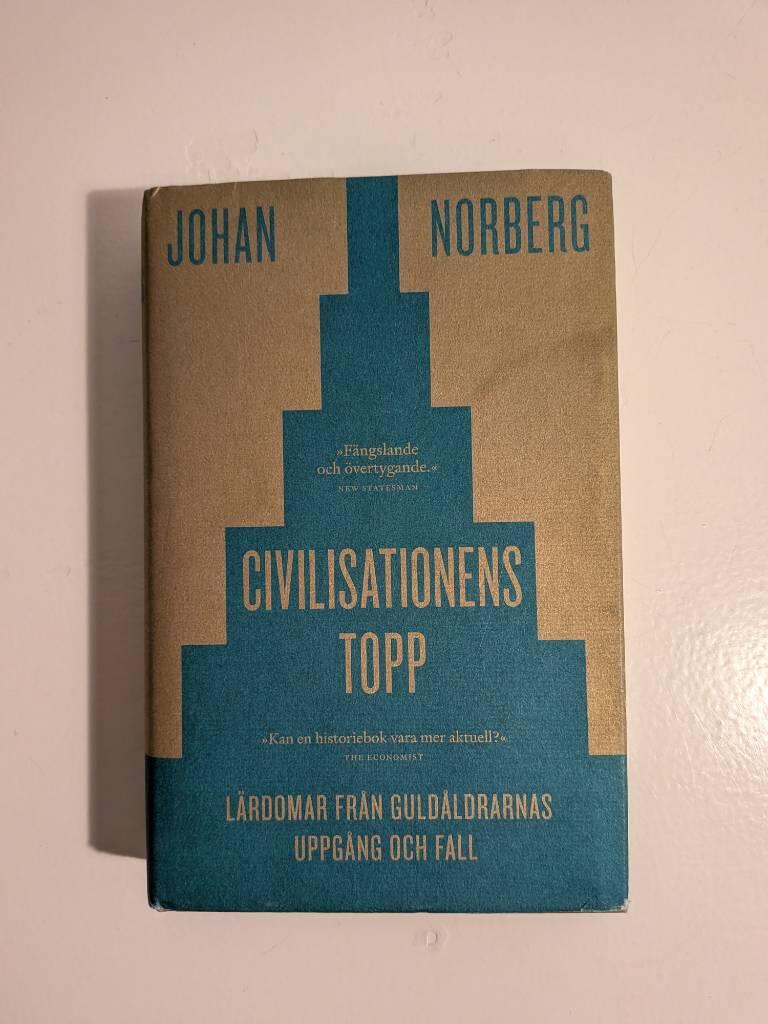 JOHAN NORBERG
»Fängslande
och övertygande.«
NEW STATESMAN
CIVILISATIONENS
TOPP
»Kan en historiebok vara mer aktuell?«
THE ECONOMIST
LÄRDOMAR FRÅN GULDÅLDRARNAS
UPPGÅNG OCH FALL